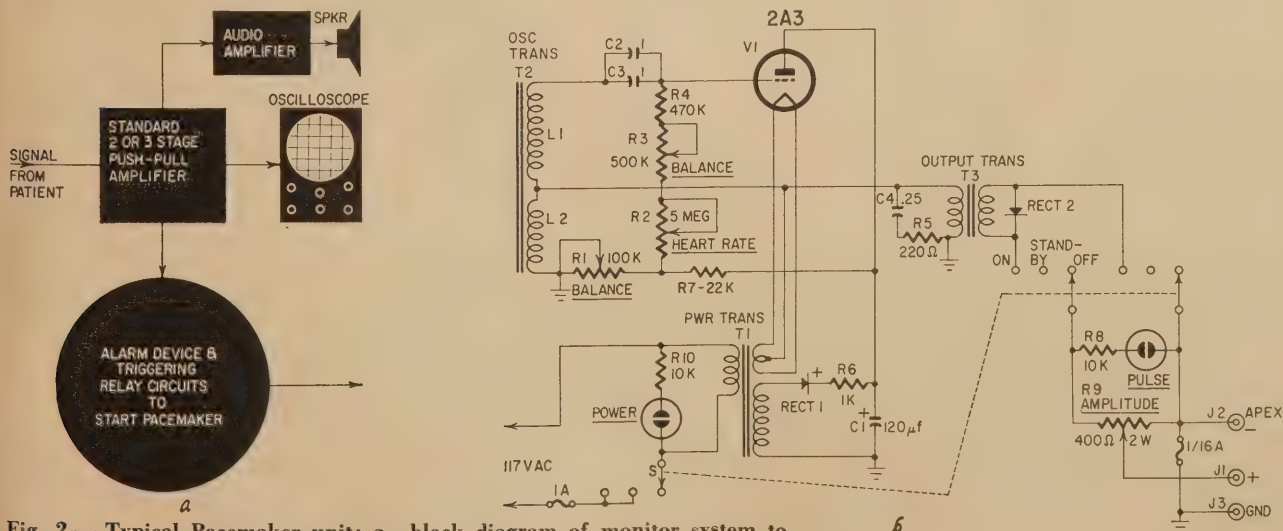 SPKR
AUDIO
AMPLIFIER
OSCILLOSCOPE
STANDARD
2 OR 3 STAGE
PUSH-PULL
AMPLIFIER
SIGNAL
FROM
PATIENT
ALARM DEVICE &
TRIGGERING
RELAY CIRCUITS
TO
START PACEMAKER
a
2A3
OSC
TRANS
T2
C2 1
C3 1
V1
L1
R4
470K
R3
500K
BALANCE
L2
R2
5 MEG
HEART RATE
R1
100K
BALANCE
R7-22K
OUTPUT TRANS
T3
C4 .25
R5
220Ω
RECT 2
ON
STAND-
BY
OFF
PWR TRANS
T1
R10
10K
POWER
RECT 1
R6
1K
C1
120µf
117VAC
1A
S
R8
10K
PULSE
R9
AMPLITUDE
400Ω 2W
1/16A
J2 APEX
−
J1 +
J3 GND
b
Fig. 2—Typical Pacemaker unit: a—block diagram of monitor system to